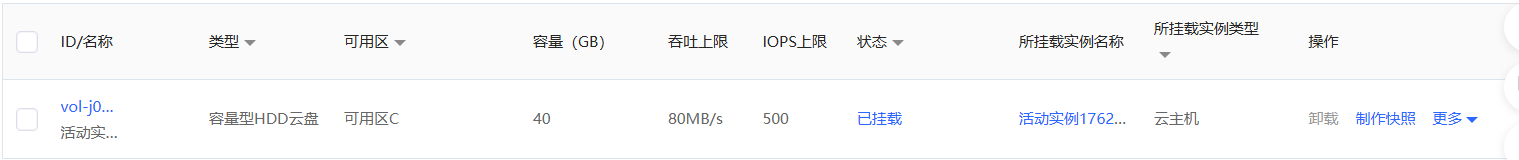 ID/名称 类型 可用区 容量（GB） 吞吐上限 IOPS上限 状态 所挂载实例名称 所挂载实例类型 操作
vol-j0... 容量型HDD云盘 可用区C 40 80MB/s 500 已挂载 活动实例1762... 云主机 卸载 制作快照 更多
活动实...